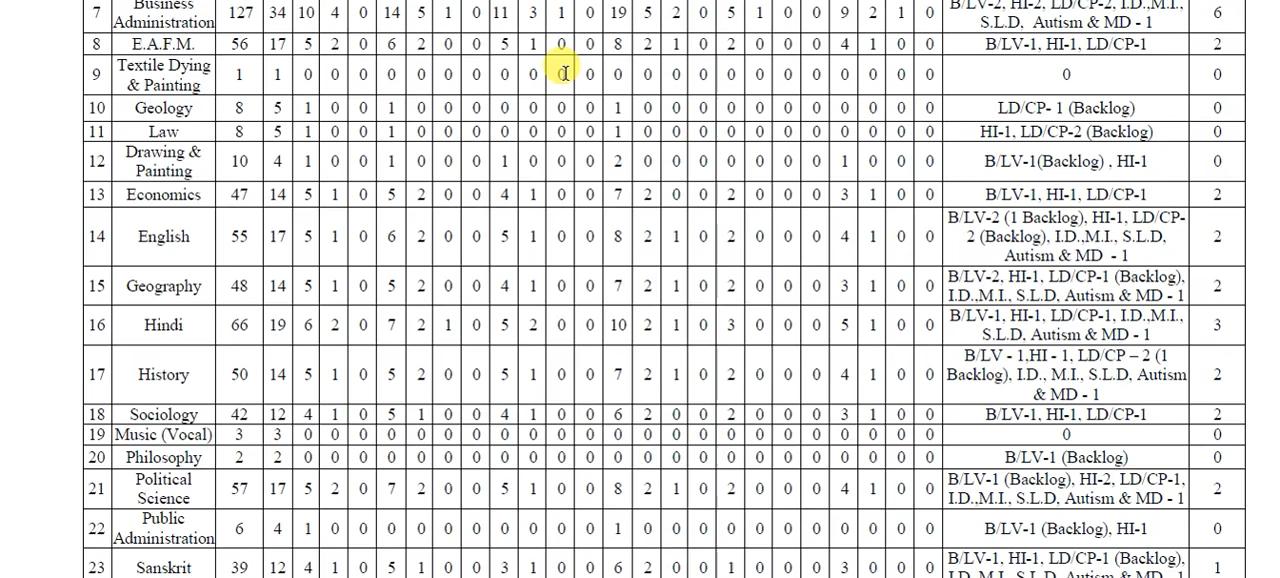 Business
7 Administration 127 34 10 4 0 14 5 1 0 11 3 1 0 19 5 2 0 5 1 0 0 9 2 1 0 B/LV-2, HI-2, LD/CP-2, I.D.,M.I., 6
S.L.D, Autism & MD - 1
8 E.A.F.M. 56 17 5 2 0 6 2 0 0 5 1 0 0 8 2 1 0 2 0 0 0 4 1 0 0 B/LV-1, HI-1, LD/CP-1 2
9 Textile Dying
& Painting 1 1 0 0 0 0 0 0 0 0 0 0 0 0 0 0 0 0 0 0 0 0 0 0 0 0 0
10 Geology 8 5 1 0 0 1 0 0 0 0 0 0 0 1 0 0 0 0 0 0 0 0 0 0 0 LD/CP- 1 (Backlog) 0
11 Law 8 5 1 0 0 1 0 0 0 0 0 0 0 1 0 0 0 0 0 0 0 0 0 0 0 HI-1, LD/CP-2 (Backlog) 0
12 Drawing &
Painting 10 4 1 0 0 1 0 0 0 1 0 0 0 2 0 0 0 0 0 0 0 1 0 0 0 B/LV-1(Backlog) , HI-1 0
13 Economics 47 14 5 1 0 5 2 0 0 4 1 0 0 7 2 0 0 2 0 0 0 3 1 0 0 B/LV-1, HI-1, LD/CP-1 2
14 English 55 17 5 1 0 6 2 0 0 5 1 0 0 8 2 1 0 2 0 0 0 4 1 0 0 B/LV-2 (1 Backlog), HI-1, LD/CP-
2 (Backlog), I.D.,M.I., S.L.D,
Autism & MD - 1 2
15 Geography 48 14 5 1 0 5 2 0 0 4 1 0 0 7 2 1 0 2 0 0 0 3 1 0 0 B/LV-2, HI-1, LD/CP-1 (Backlog),
I.D.,M.I., S.L.D, Autism & MD - 1 2
16 Hindi 66 19 6 2 0 7 2 1 0 5 2 0 0 10 2 1 0 3 0 0 0 5 1 0 0 B/LV-1, HI-1, LD/CP-1, I.D.,M.I.,
S.L.D, Autism & MD - 1 3
17 History 50 14 5 1 0 5 2 0 0 5 1 0 0 7 2 1 0 2 0 0 0 4 1 0 0 B/LV - 1,HI - 1, LD/CP – 2 (1
Backlog), I.D., M.I., S.L.D, Autism
& MD - 1 2
18 Sociology 42 12 4 1 0 5 1 0 0 4 1 0 0 6 2 0 0 2 0 0 0 3 1 0 0 B/LV-1, HI-1, LD/CP-1 2
19 Music (Vocal) 3 3 0 0 0 0 0 0 0 0 0 0 0 0 0 0 0 0 0 0 0 0 0 0 0 0 0
20 Philosophy 2 2 0 0 0 0 0 0 0 0 0 0 0 0 0 0 0 0 0 0 0 0 0 0 0 B/LV-1 (Backlog) 0
21 Political
Science 57 17 5 2 0 7 2 0 0 5 1 0 0 8 2 1 0 2 0 0 0 4 1 0 0 B/LV-1 (Backlog), HI-2, LD/CP-1,
I.D.,M.I., S.L.D, Autism & MD - 1 2
22 Public
Administration 6 4 1 0 0 0 0 0 0 0 0 0 0 1 0 0 0 0 0 0 0 0 0 0 0 B/LV-1 (Backlog), HI-1 0
23 Sanskrit 39 12 4 1 0 5 1 0 0 3 1 0 0 6 2 0 0 1 0 0 0 3 0 0 0 B/LV-1, HI-1, LD/CP-1 (Backlog), 1
I.D.,M.I., S.L.D, Autism & MD - 1